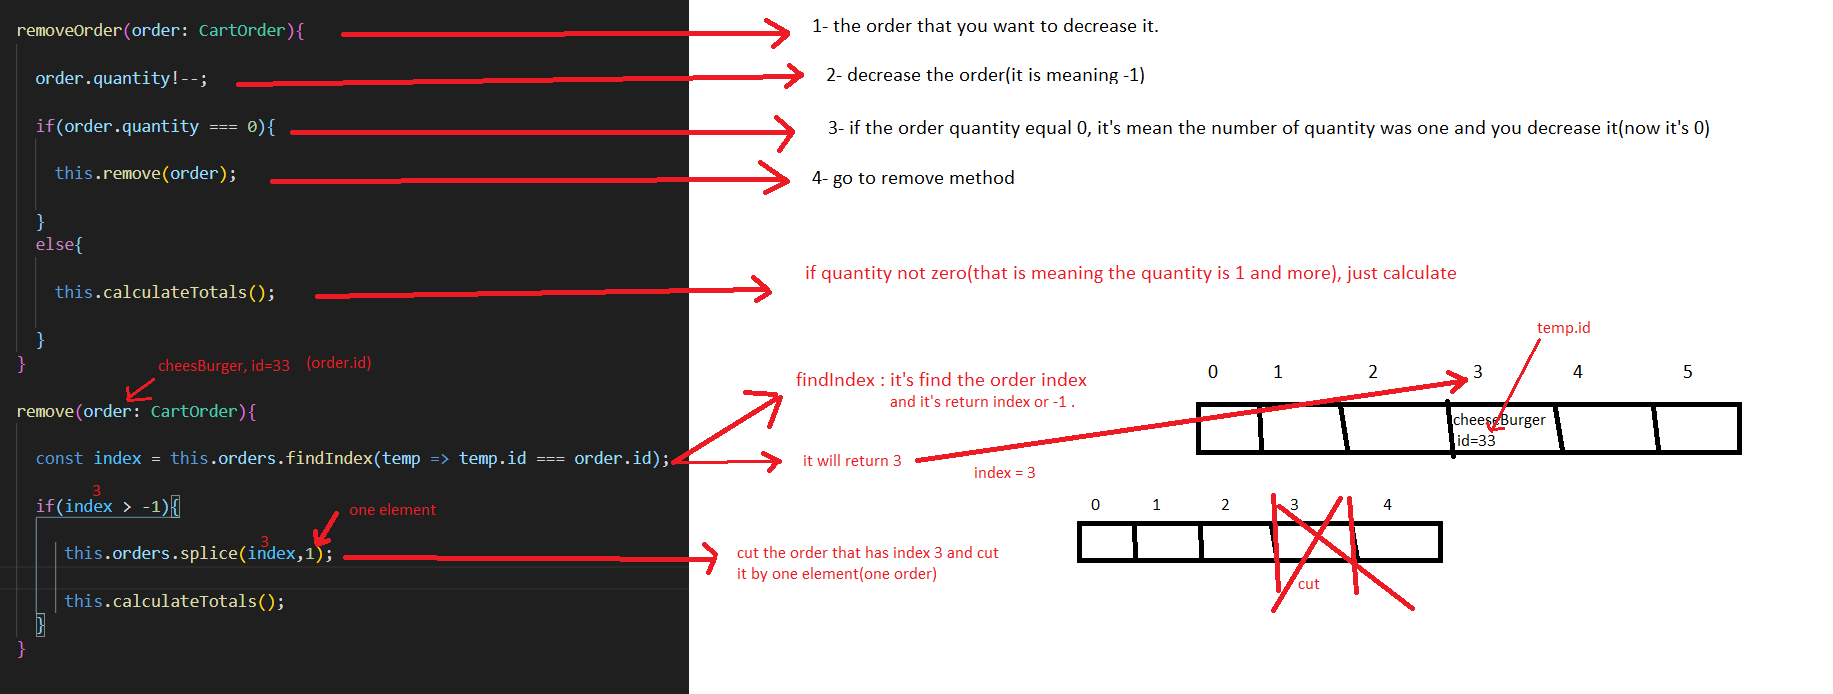 removeOrder(order: CartOrder){
1- the order that you want to decrease it.
order.quantity!--;
2- decrease the order(it is meaning -1)
if(order.quantity === 0){
3- if the order quantity equal 0, it's mean the number of quantity was one and you decrease it(now it's 0)
this.remove(order);
4- go to remove method
}
else{
if quantity not zero(that is meaning the quantity is 1 and more), just calculate
this.calculateTotals();
}
}
temp.id
cheesBurger, id=33 (order.id)
remove(order: CartOrder){
findIndex : it's find the order index
and it's return index or -1 .
0 1 2 3 4 5
cheeseBurger
id=33
const index = this.orders.findIndex(temp => temp.id === order.id);
it will return 3
index = 3
3
if(index > -1){
one element
0 1 2 3 4
3
this.orders.splice(index,1);
cut the order that has index 3 and cut
it by one element(one order)
cut
this.calculateTotals();
}
}